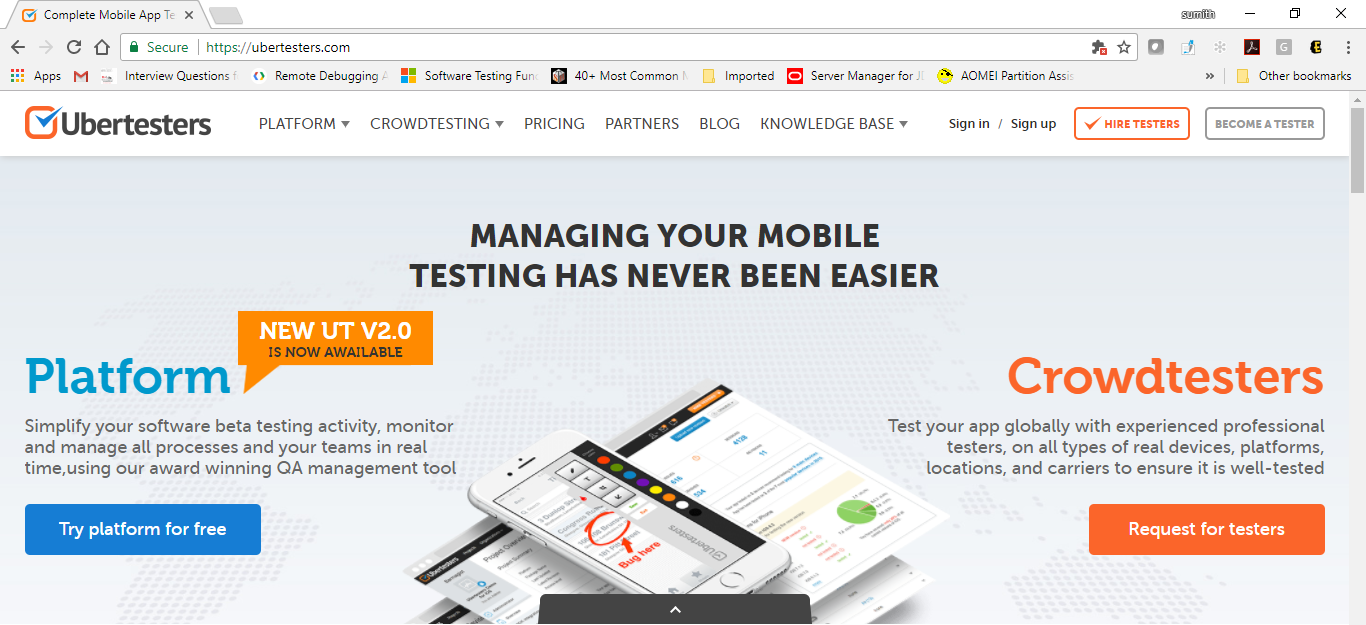 Complete Mobile App Te
sumith
Secure
https://ubertesters.com
Apps
Interview Questions f
Remote Debugging
Software Testing Fun
40+ Most Common
Imported
Server Manager for
AOMEI Partition Assis
»
Other bookmarks
Ubertesters
PLATFORM
CROWDTESTING
PRICING
PARTNERS
BLOG
KNOWLEDGE BASE
Sign in / Sign up
HIRE TESTERS
BECOME A TESTER
MANAGING YOUR MOBILE
TESTING HAS NEVER BEEN EASIER
NEW UT V2.0
IS NOW AWAILABLE
Platform
Simplify your software beta testing activity, monitor
and manage all processes and your teams in real
time,using our award winning QA management tool
Try platform for free
Crowdtesters
Test your app globally with experienced professional
testers, on all types of real devices, platforms,
locations, and carriers to ensure it is well-tested
Request for testers
Bug here
Ubertesters
Ubertesters
Project Overview